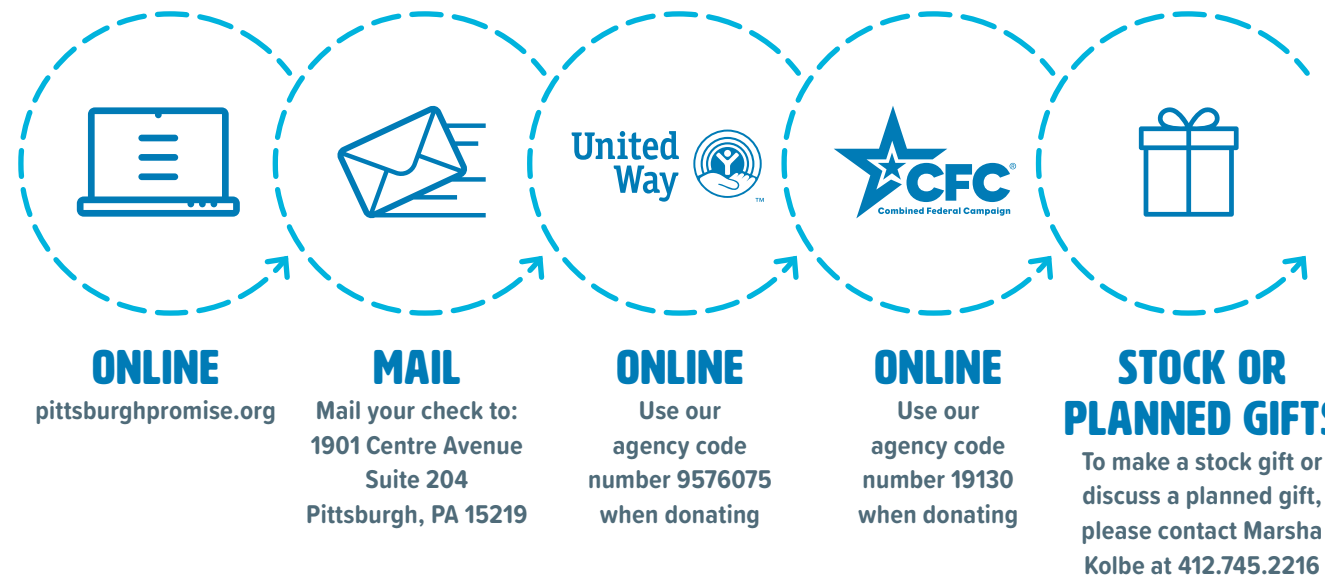 United
Way
TM
CFC®
Combined Federal Campaign
ONLINE
pittsburghpromise.org
MAIL
Mail your check to:
1901 Centre Avenue
Suite 204
Pittsburgh, PA 15219
ONLINE
Use our
agency code
number 9576075
when donating
ONLINE
Use our
agency code
number 19130
when donating
STOCK OR
PLANNED GIFTS
To make a stock gift or
discuss a planned gift,
please contact Marsha
Kolbe at 412.745.2216